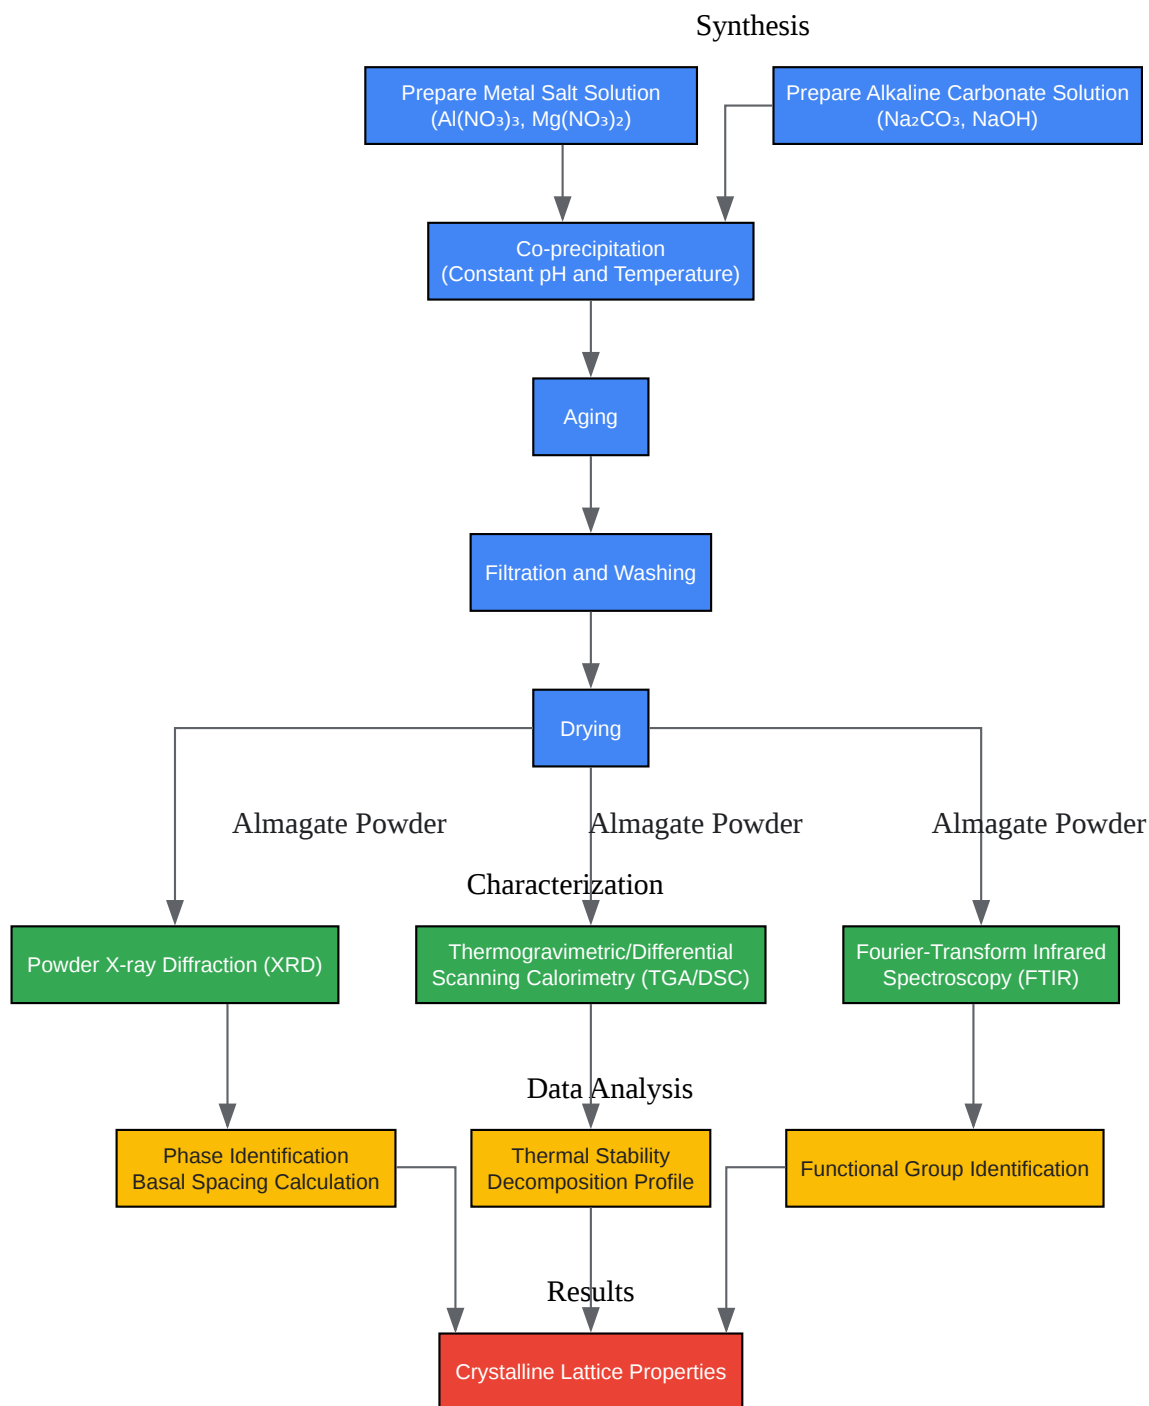 Synthesis
Prepare Metal Salt Solution
(Al(NO₃)₃, Mg(NO₃)₂)
Prepare Alkaline Carbonate Solution
(Na₂CO₃, NaOH)
Co-precipitation
(Constant pH and Temperature)
Aging
Filtration and Washing
Drying
Almagate Powder
Almagate Powder
Almagate Powder
Characterization
Powder X-ray Diffraction (XRD)
Thermogravimetric/Differential
Scanning Calorimetry (TGA/DSC)
Fourier-Transform Infrared
Spectroscopy (FTIR)
Data Analysis
Phase Identification
Basal Spacing Calculation
Thermal Stability
Decomposition Profile
Functional Group Identification
Results
Crystalline Lattice Properties